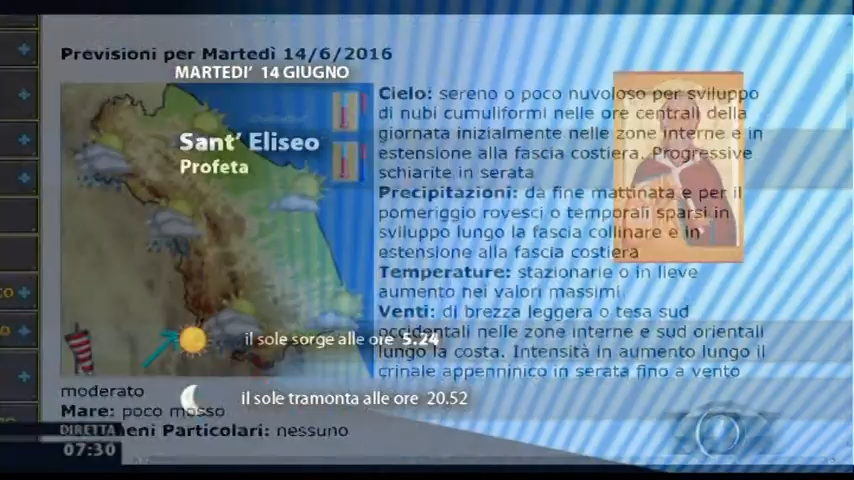 Previsioni per Martedì 14/6/2016
MARTEDI' 14 GIUGNO
Sant' Eliseo
Profeta
Cielo: sereno o poco nuvoloso per sviluppo
di nubi cumuliformi nelle ore centrali della
giornata inizialmente nelle zone interne e in
estensione alla fascia costiera. Progressive
schiarite in serata
Precipitazioni: da fine mattinata e per il
pomeriggio rovesci o temporali sparsi in
sviluppo lungo la fascia collinare e in
estensione alla fascia costiera
Temperature: stazionarie o in lieve
aumento nei valori massimi
Venti: di brezza leggera o tesa sud
occidentali nelle zone interne e sud orientali
lungo la costa. Intensità in aumento lungo il
crinale appenninico in serata fino a vento
moderato
il sole sorge alle ore 5.24
il sole tramonta alle ore 20.52
Mare: poco mosso
meni Particolari: nessuno
DIRETTA
07:30